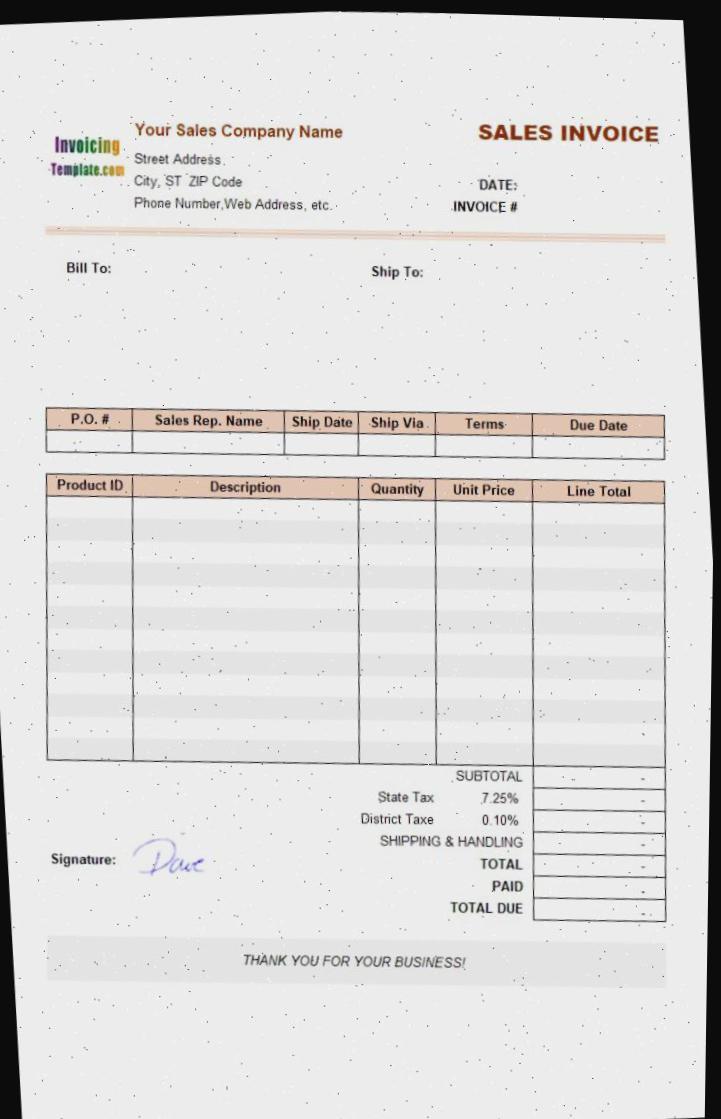 Your Sales Company Name
SALES INVOICE
Invoicing
Template.com
Street Address
City, ST ZIP Code
Phone Number,Web Address, etc.
DATE:
INVOICE #
Bill To:
Ship To:
P.O. # Sales Rep. Name Ship Date Ship Via Terms Due Date
Product ID Description Quantity Unit Price Line Total
SUBTOTAL -
State Tax 7.25% -
District Taxe 0.10% -
SHIPPING & HANDLING -
TOTAL -
PAID -
TOTAL DUE -
Signature: Dave
THANK YOU FOR YOUR BUSINESS!